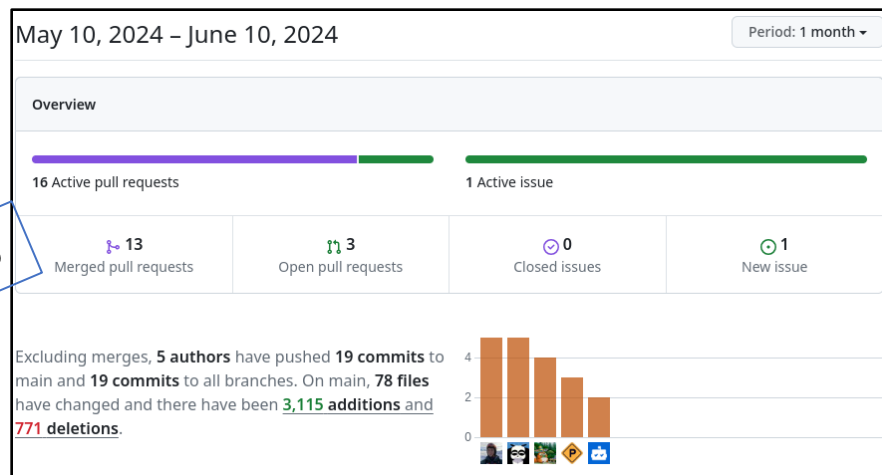 May 10, 2024 – June 10, 2024
Period: 1 month
Overview
16 Active pull requests
1 Active issue
13
Merged pull requests
3
Open pull requests
0
Closed issues
1
New issue
Excluding merges, 5 authors have pushed 19 commits to
main and 19 commits to all branches. On main, 78 files
have changed and there have been 3,115 additions and
771 deletions.
4
2
0
P